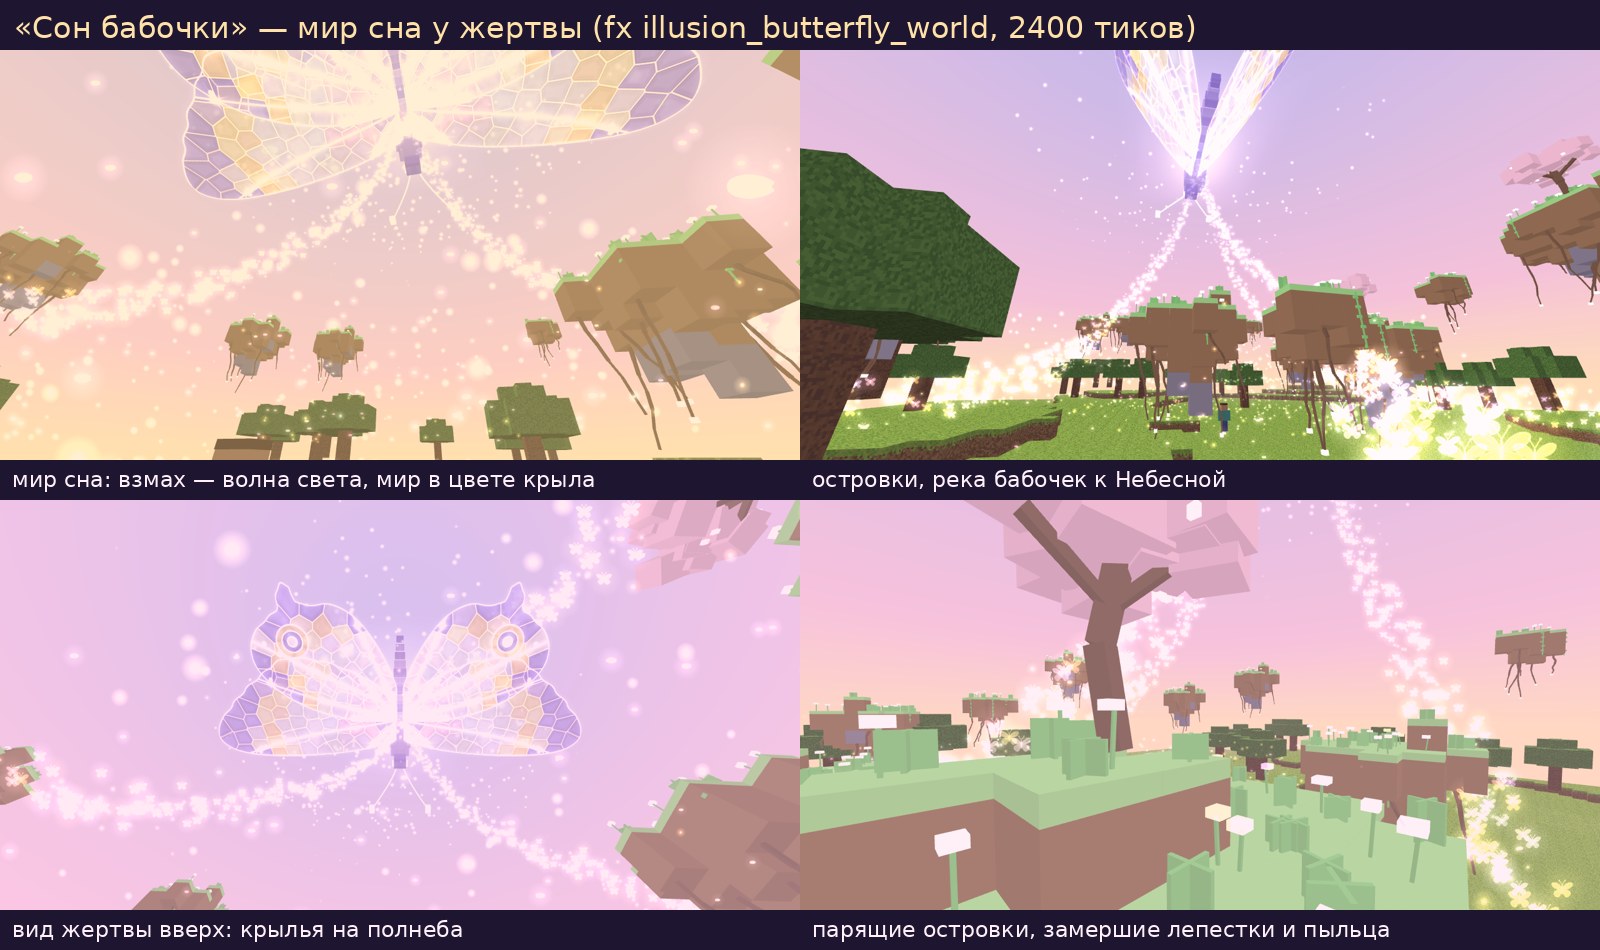 «Сон бабочки» — мир сна у жертвы (fx illusion_butterfly_world, 2400 тиков)
мир сна: взмах — волна света, мир в цвете крыла
островки, река бабочек к Небесной
вид жертвы вверх: крылья на полнеба
парящие островки, замершие лепестки и пыльца